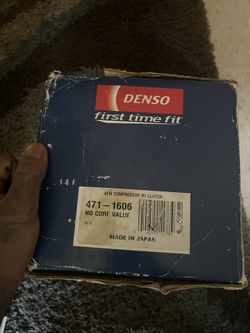 DENSO
first time fit®
NEW COMPRESSOR W/ CLUTCH
471-1606
NO CORE VALUE
MADE IN JAPAN